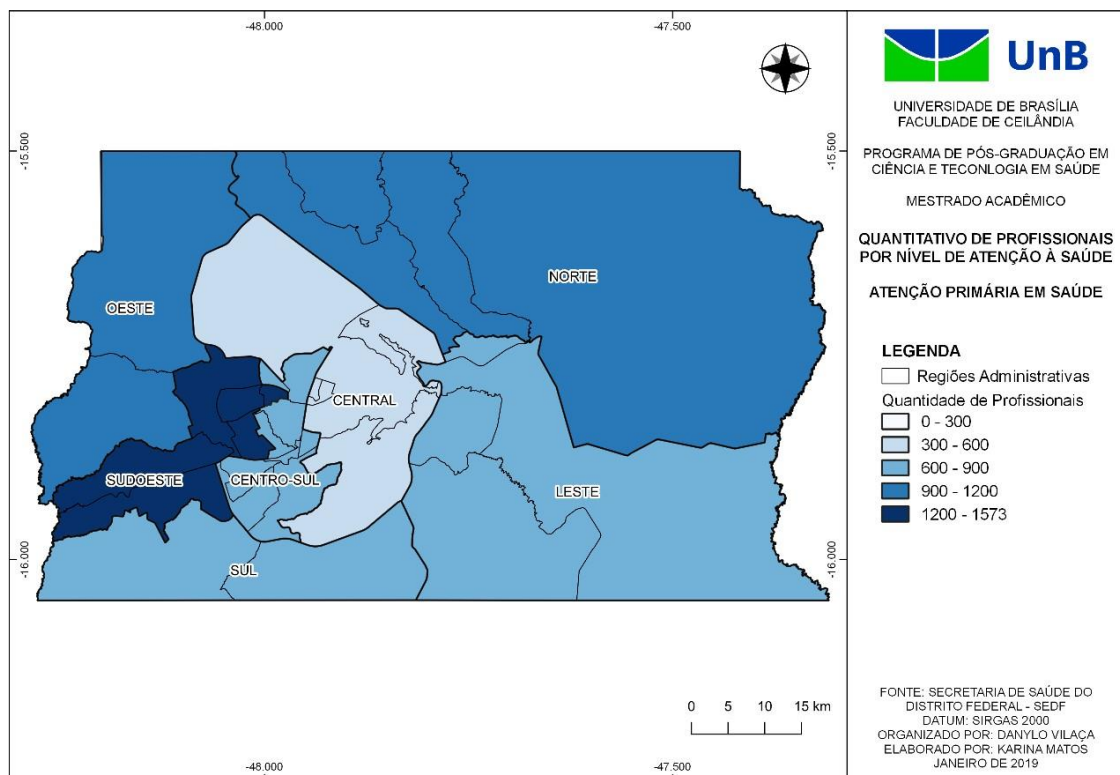 -48.000
-47.500
-15.500
-15.500
NORTE
OESTE
CENTRAL
SUDOESTE
CENTRO-SUL
LESTE
SUL
-16.000
-16.000
0 5 10 15 km
-48.000
-47.500
UnB
UNIVERSIDADE DE BRASÍLIA
FACULDADE DE CEILÂNDIA
PROGRAMA DE PÓS-GRADUAÇÃO EM
CIÊNCIA E TECONLOGIA EM SAÚDE
MESTRADO ACADÊMICO
QUANTITATIVO DE PROFISSIONAIS
POR NÍVEL DE ATENÇÃO À SAÚDE
ATENÇÃO PRIMÁRIA EM SAÚDE
LEGENDA
Regiões Administrativas
Quantidade de Profissionais
0 - 300
300 - 600
600 - 900
900 - 1200
1200 - 1573
FONTE: SECRETARIA DE SAÚDE DO
DISTRITO FEDERAL - SEDF
DATUM: SIRGAS 2000
ORGANIZADO POR: DANYLO VILAÇA
ELABORADO POR: KARINA MATOS
JANEIRO DE 2019